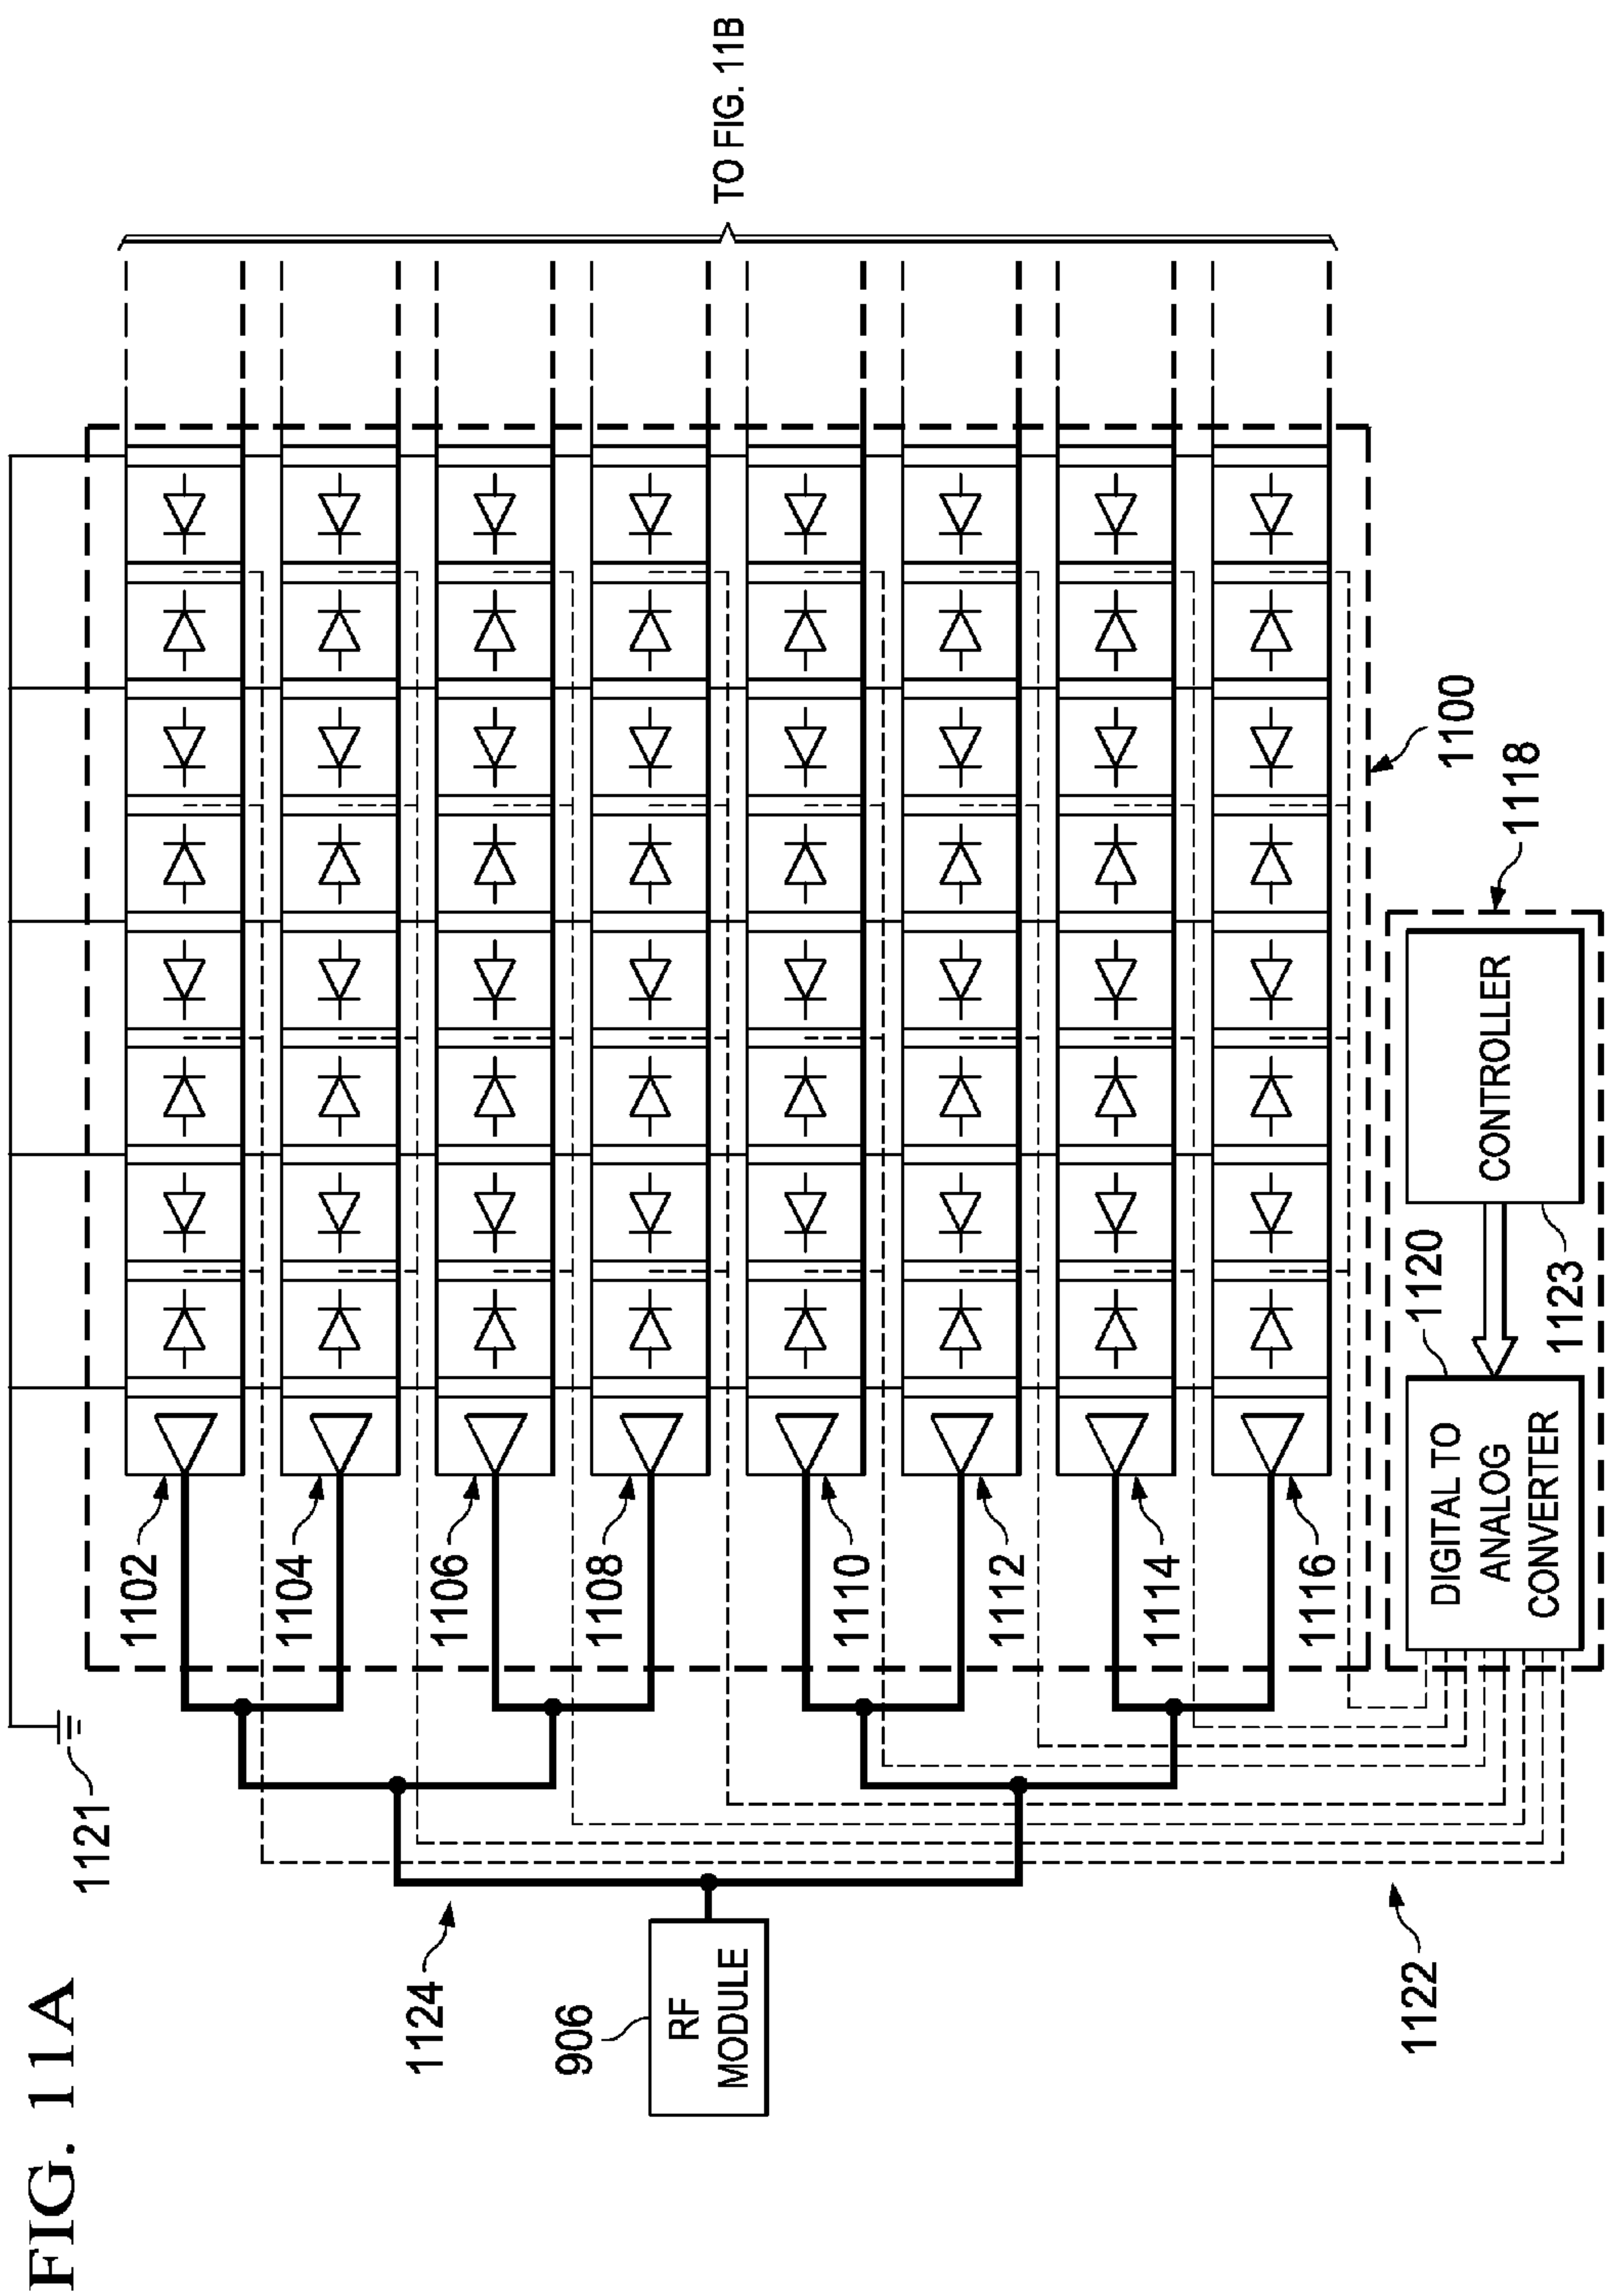 FIG. 11A
1121
1124
906
RF
MODULE
1122
1102
1104
1106
1108
1110
1112
1114
1116
DIGITAL TO
ANALOG
CONVERTER
1120
CONTROLLER
1123
1118
1100
TO FIG. 11B